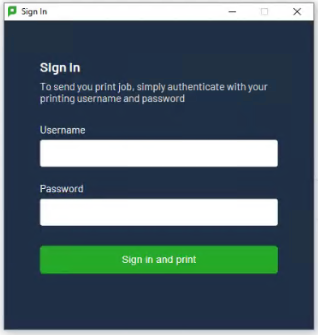 Sign In
Sign In
To send you print job, simply authenticate with your
printing username and password
Username
Password
Sign in and print